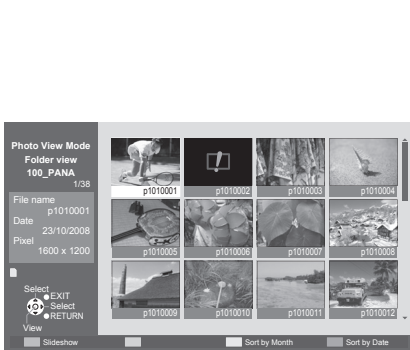 Photo View Mode
Folder view
100_PANA
1/38
File name
p1010001
Date
23/10/2008
Pixel
1600 x 1200
Select
EXIT
Select
RETURN
View
p1010001
p1010002
p1010003
p1010004
p1010005
p1010006
p1010007
p1010008
p1010009
p1010010
p1010011
p1010012
Slideshow
Sort by Month
Sort by Date